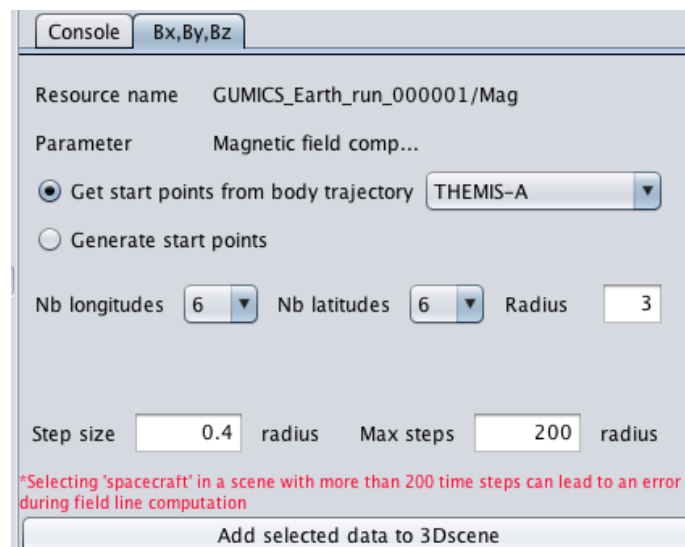 Console Bx,By,Bz
Resource name GUMICS_Earth_run_000001/Mag
Parameter Magnetic field comp...
Get start points from body trajectory THEMIS-A
Generate start points
Nb longitudes 6 Nb latitudes 6 Radius 3
Step size 0.4 radius Max steps 200 radius
*Selecting 'spacecraft' in a scene with more than 200 time steps can lead to an error
during field line computation
Add selected data to 3Dscene